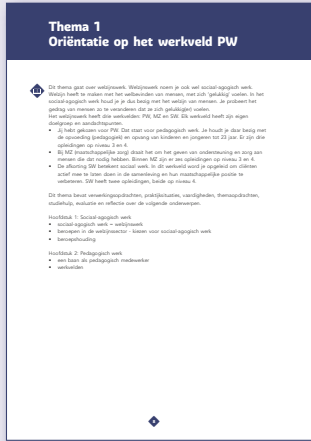 Thema 1
Oriëntatie op het werkveld PW
Dit thema gaat over welzijnswerk. Welzijnswerk noem je ook wel sociaal-agogisch werk.
Welzijn heeft te maken met het welbevinden van mensen, met zich 'gelukkig' voelen. In het
sociaal-agogisch werk houd je je dus bezig met het welzijn van mensen. Je probeert het
gedrag van mensen zo te veranderen dat ze zich gelukkig(er) voelen.
Het welzijnswerk heeft drie werkvelden: PW, MZ en SW. Elk werkveld heeft zijn eigen
doelgroep en aandachtspunten.
• Jij hebt gekozen voor PW. Dat staat voor pedagogisch werk. Je houdt je daar bezig met
de opvoeding (pedagogiek) en opvang van kinderen en jongeren tot 23 jaar. Er zijn drie
opleidingen op niveau 3 en 4.
• Bij MZ (maatschappelijke zorg) draait het om het geven van ondersteuning en zorg aan
mensen die dat nodig hebben. Binnen MZ zijn er zes opleidingen op niveau 3 en 4.
• De afkorting SW betekent sociaal werk. In dit werkveld word je opgeleid om cliënten
actief mee te laten doen in de samenleving en hun maatschappelijke positie te
verbeteren. SW heeft twee opleidingen, beide op niveau 4.
Dit thema bevat verwerkingsopdrachten, praktijksituaties, vaardigheden, themaopdrachten,
studiehulp, evaluatie en reflectie over de volgende onderwerpen.
Hoofdstuk 1: Sociaal-agogisch werk
• sociaal-agogisch werk – welzijnswerk
• beroepen in de welzijnssector - kiezen voor sociaal-agogisch werk
• beroepshouding
Hoofdstuk 2: Pedagogisch werk
• een baan als pedagogisch medewerker
• werkvelden